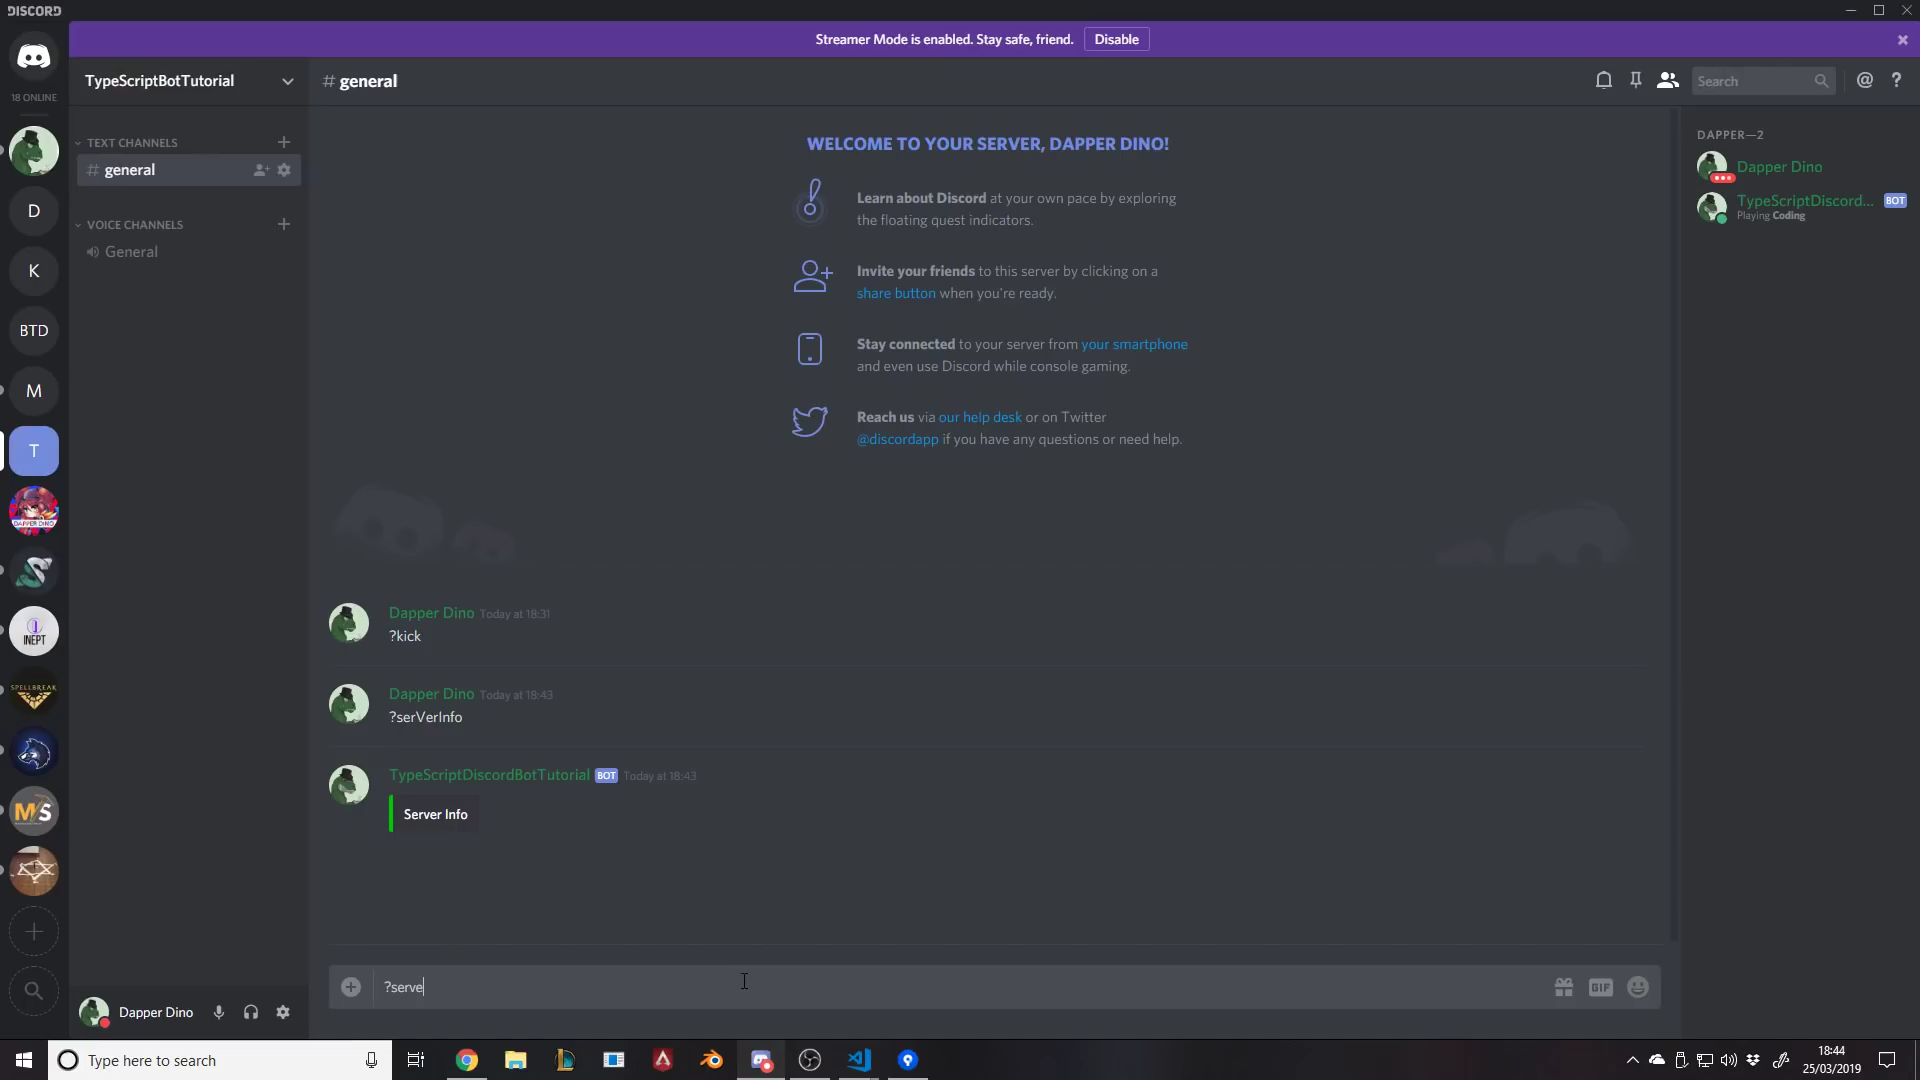 DISCORD
Streamer Mode is enabled. Stay safe, friend.
Disable
18 ONLINE
D
K
BTD
M
T
DAPPER DINO
INEPT
SPELLBREAK
MS
TypeScriptBotTutorial
TEXT CHANNELS
# general
VOICE CHANNELS
General
# general
Search
@
?
WELCOME TO YOUR SERVER, DAPPER DINO!
Learn about Discord at your own pace by exploring
the floating quest indicators.
Invite your friends to this server by clicking on a
share button when you're ready.
Stay connected to your server from your smartphone
and even use Discord while console gaming.
Reach us via our help desk or on Twitter
@discordapp if you have any questions or need help.
Dapper Dino Today at 18:31
?kick
Dapper Dino Today at 18:43
?serVerInfo
TypeScriptDiscordBotTutorial BOT Today at 18:43
Server Info
?serve
GIF
DAPPER—2
Dapper Dino
TypeScriptDiscord... BOT
Playing Coding
Dapper Dino
Type here to search
18:44
25/03/2019